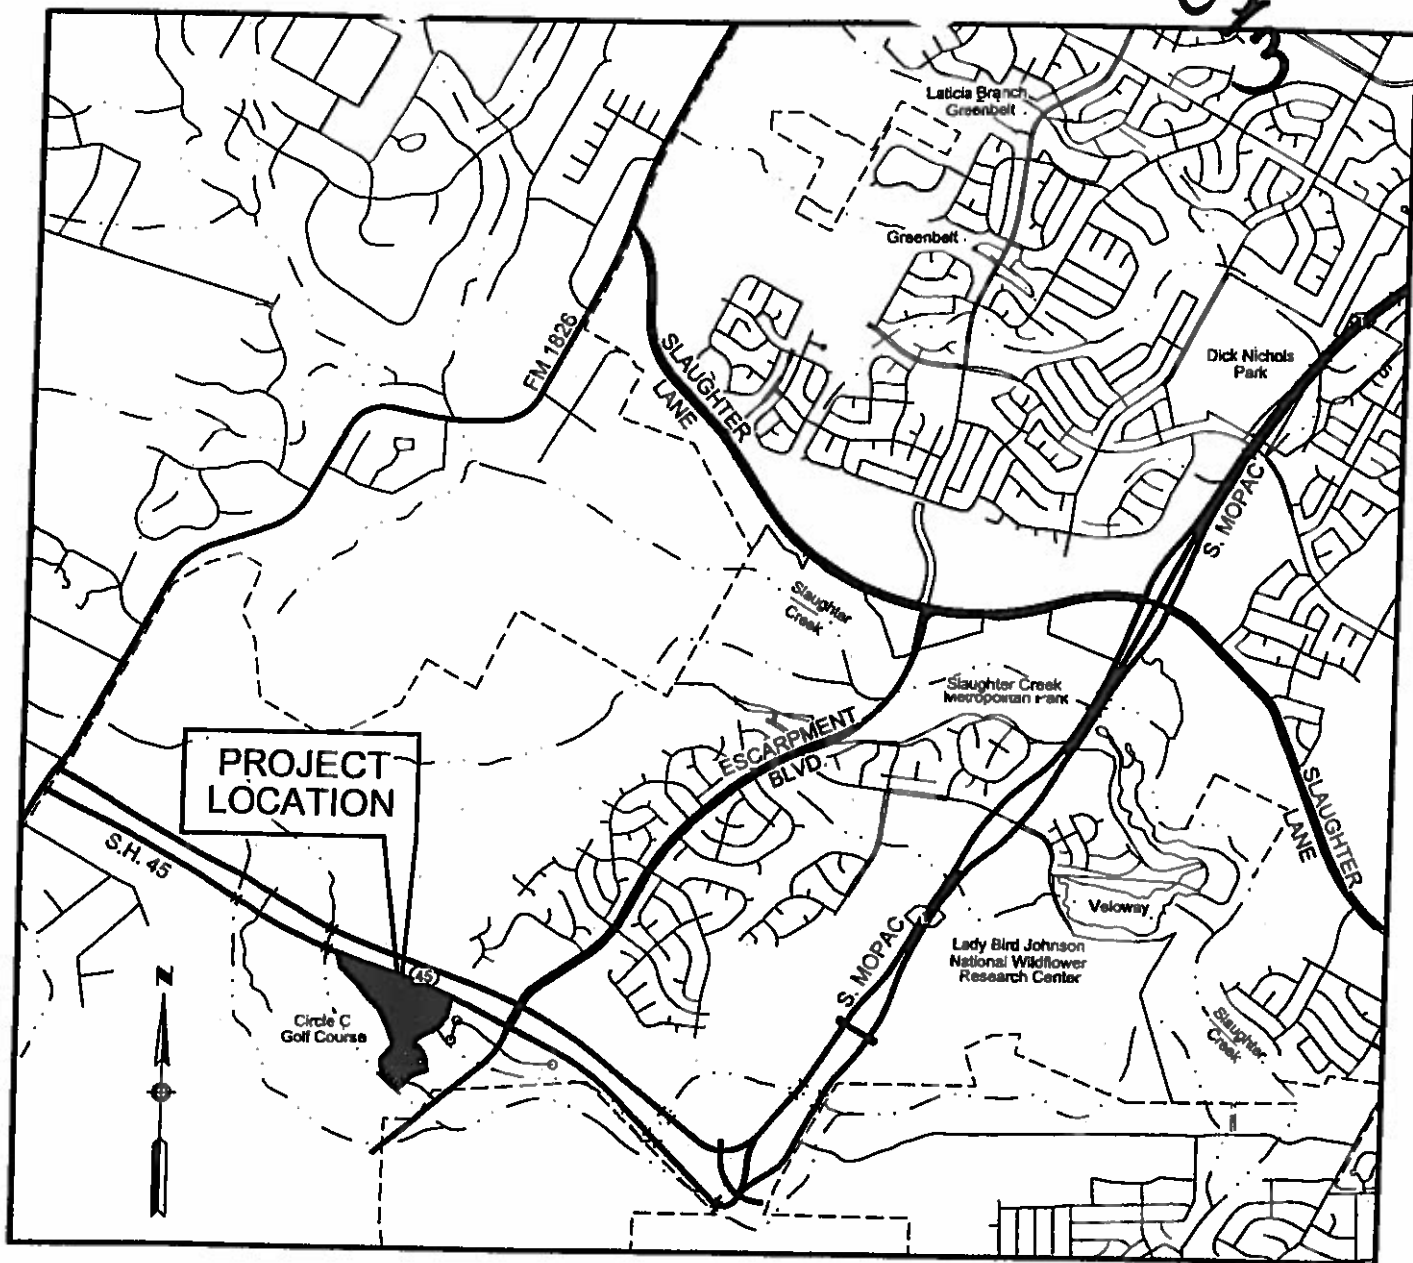 C 13
Laticia Branch
Greenbelt
Greenbelt
Dick Nichols
Park
FM 1826
SLAUGHTER
LANE
S. MOPAC
Slaughter
Creek
Slaughter Creek
Metropolitan Park
ESCARPMENT
BLVD.
PROJECT
LOCATION
S.H. 45
SLAUGHTER
LANE
Veloway
Lady Bird Johnson
National Wildflower
Research Center
S. MOPAC
45
Circle C
Golf Course
N
Slaughter
Creek